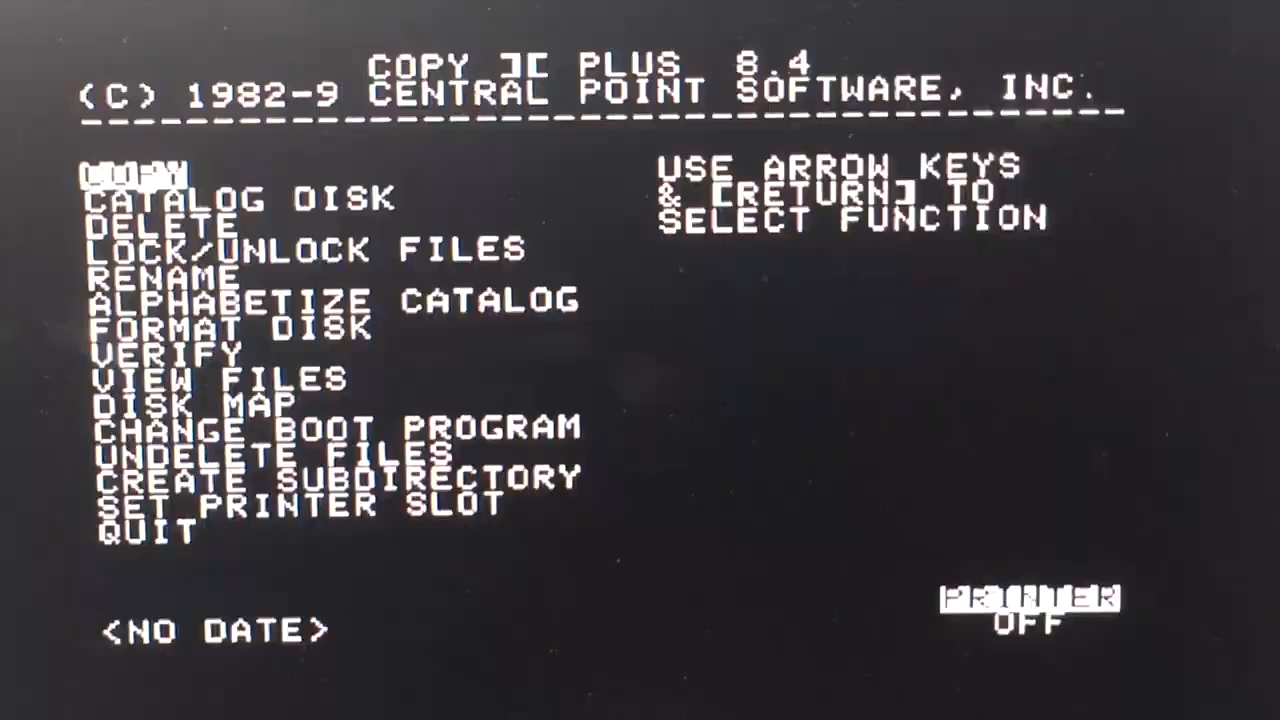 COPY ][ PLUS 8.4
(C) 1982-9 CENTRAL POINT SOFTWARE, INC.
---------------------------------------
COPY
CATALOG DISK
DELETE
LOCK/UNLOCK FILES
RENAME
ALPHABETIZE CATALOG
FORMAT DISK
VERIFY
VIEW FILES
DISK MAP
CHANGE BOOT PROGRAM
UNDELETE FILES
CREATE SUBDIRECTORY
SET PRINTER SLOT
QUIT
USE ARROW KEYS
& [RETURN] TO
SELECT FUNCTION
<NO DATE>
PRINTER
OFF